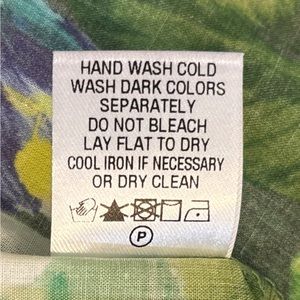 HAND WASH COLD
WASH DARK COLORS
SEPARATELY
DO NOT BLEACH
LAY FLAT TO DRY
COOL IRON IF NECESSARY
OR DRY CLEAN
P